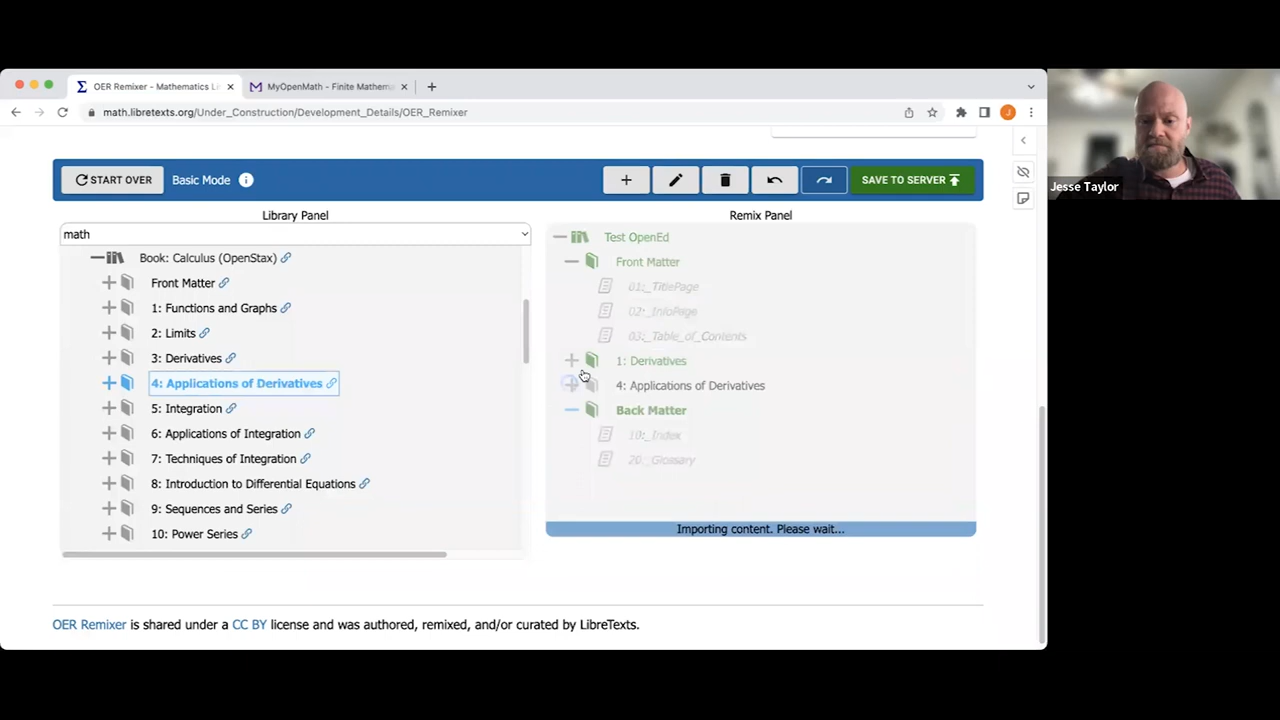 OER Remixer - Mathematics Li
MyOpenMath - Finite Mathema
math.libretexts.org/Under_Construction/Development_Details/OER_Remixer
J
Jesse Taylor
START OVER
Basic Mode
SAVE TO SERVER
Library Panel
Remix Panel
math
Test OpenEd
Book: Calculus (OpenStax)
Front Matter
Front Matter
01:_TitlePage
1: Functions and Graphs
02:_InfoPage
2: Limits
03:_Table_of_Contents
3: Derivatives
1: Derivatives
4: Applications of Derivatives
4: Applications of Derivatives
5: Integration
Back Matter
6: Applications of Integration
10:_Index
7: Techniques of Integration
20:_Glossary
8: Introduction to Differential Equations
9: Sequences and Series
10: Power Series
Importing content. Please wait...
OER Remixer is shared under a CC BY license and was authored, remixed, and/or curated by LibreTexts.